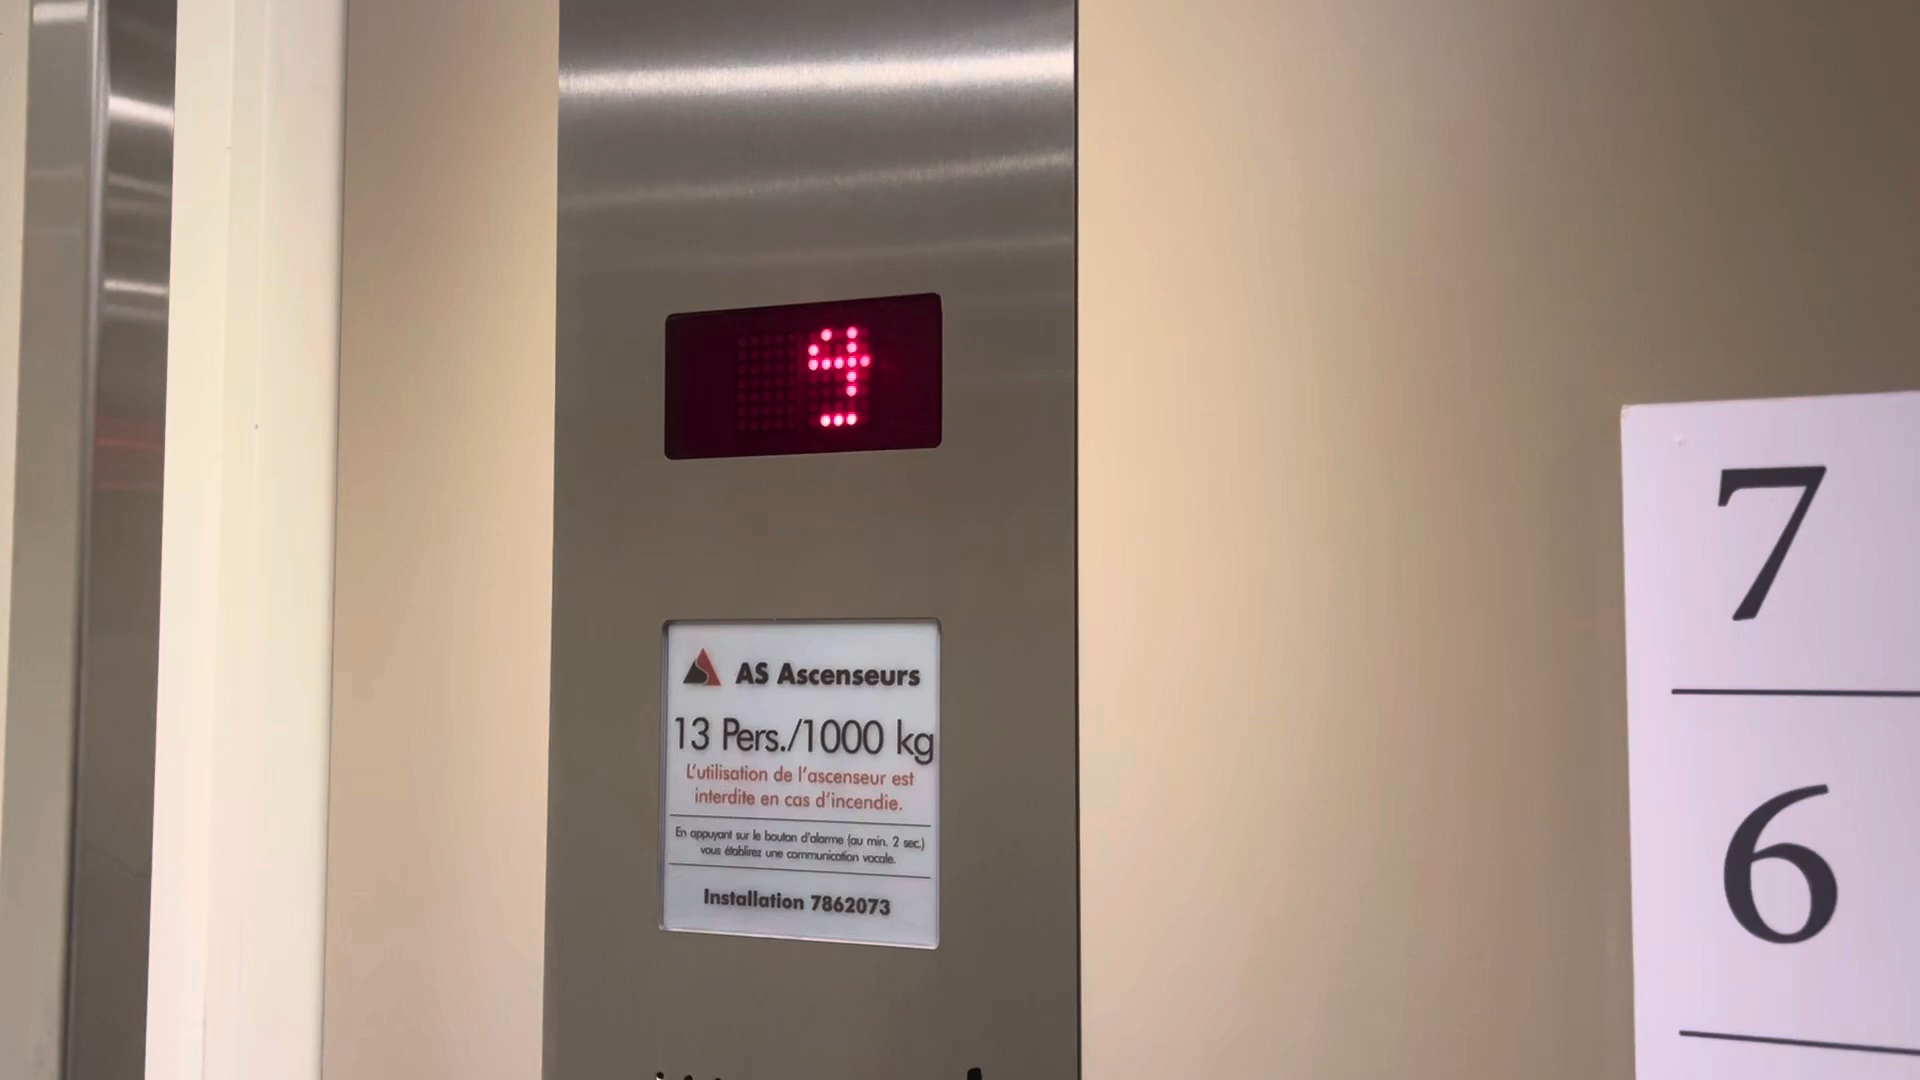 AS Ascenseurs
13 Pers./1000 kg
L'utilisation de l'ascenseur est
interdite en cas d'incendie.
En appuyant sur le bouton d'alarme (au min. 2 sec.)
vous établirez une communication vocale.
Installation 7862073
7
6